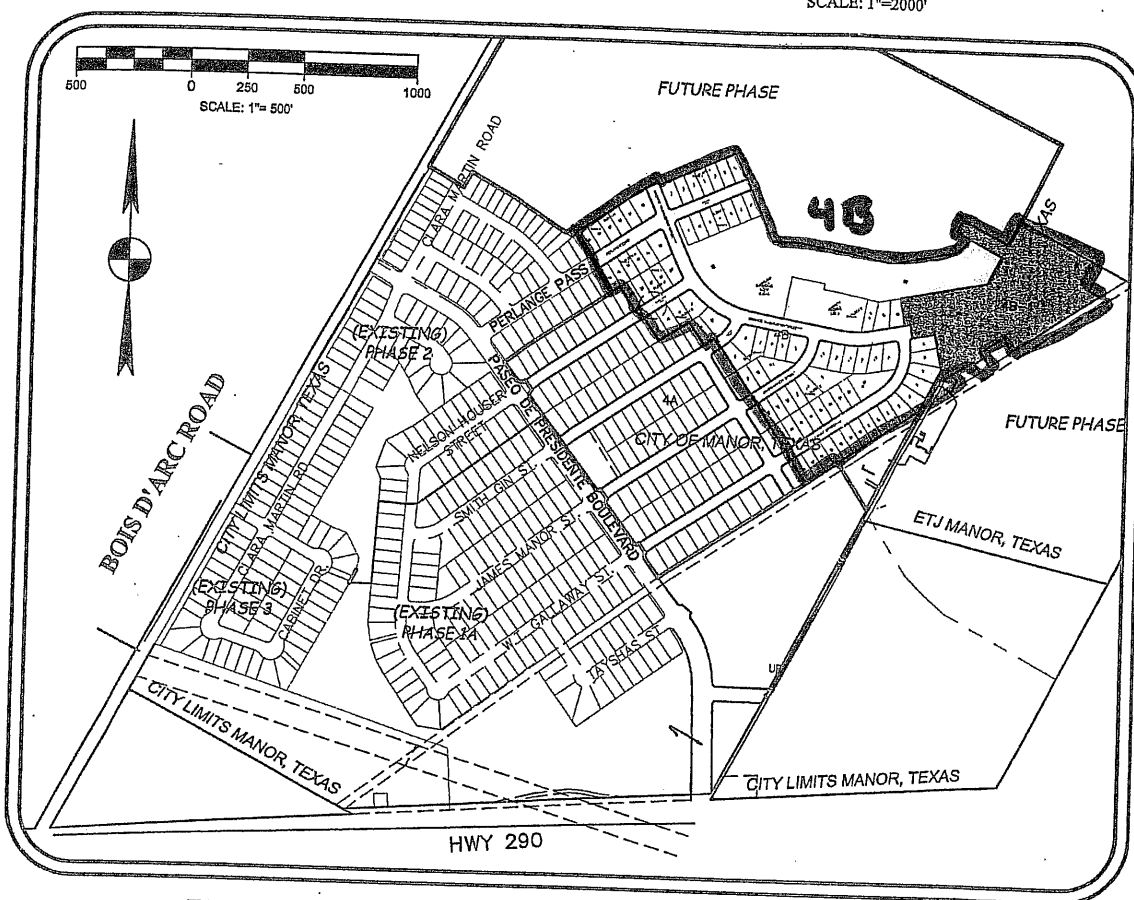 SCALE: 1"=2000'
500 0 250 500 1000
SCALE: 1"= 500'
FUTURE PHASE
CLARA MARTIN ROAD
4B
PERLANGE PASS
(EXISTING)
PHASE 2
PASEO DE PRESIDENTE BOULEVARD
4B
4A
NELSON HOUSER
STREET
CITY OF MANOR, TEXAS
FUTURE PHASE
BOIS D'ARC ROAD
CITY LIMITS MANOR, TEXAS
CLARA MARTIN RD
SMITH GIN ST.
ETJ MANOR, TEXAS
JAMES MANOR ST.
(EXISTING)
PHASE 3
CABINET DR.
(EXISTING)
PHASE 1A
W.T. GALLAWAY ST.
TAYSHAS ST.
CITY LIMITS MANOR, TEXAS
CITY LIMITS MANOR, TEXAS
HWY 290